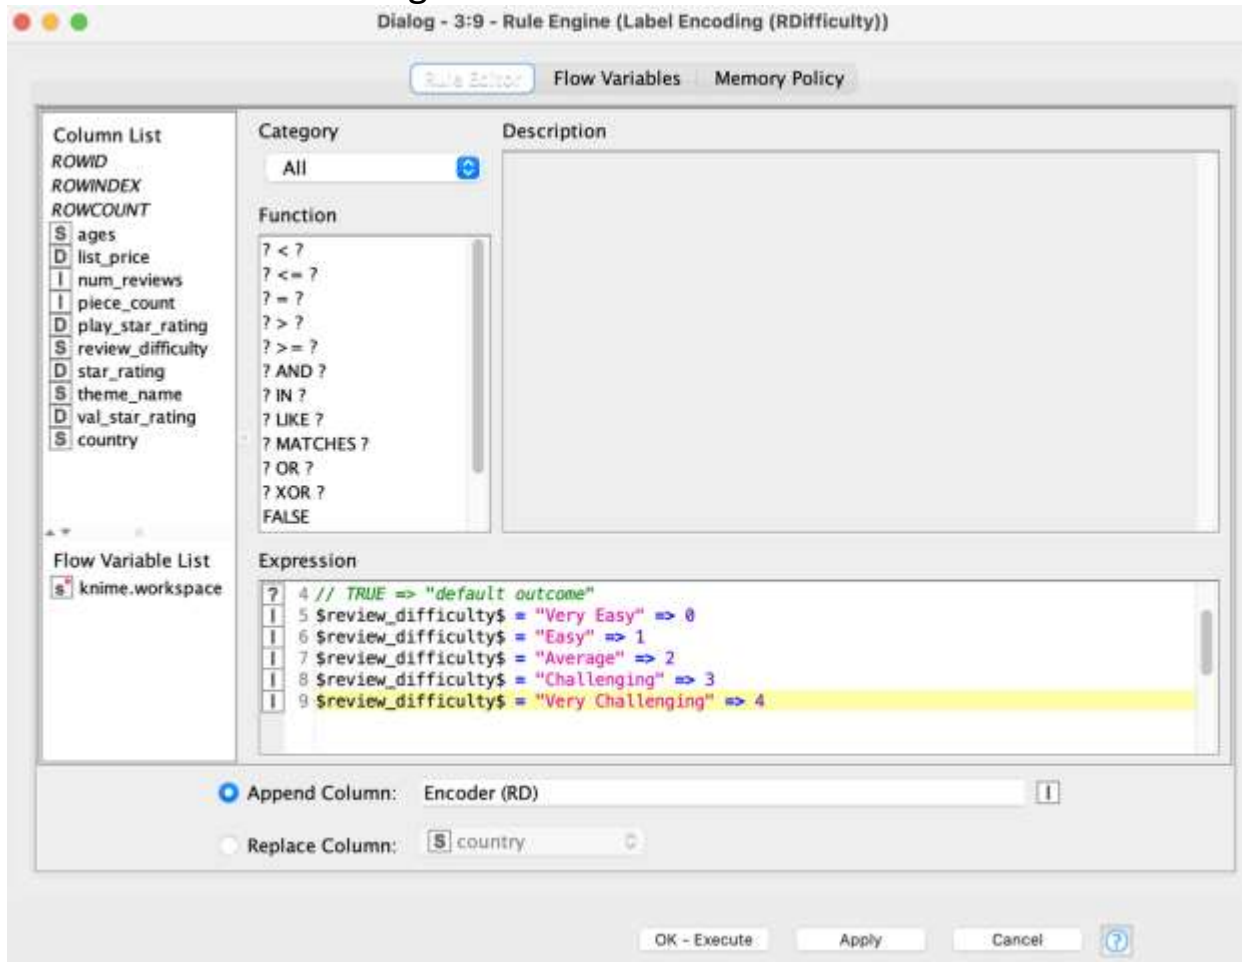 Dialog - 3:9 - Rule Engine (Label Encoding (RDifficulty))
Rule Editor Flow Variables Memory Policy
Column List
ROWID
ROWINDEX
ROWCOUNT
S ages
D list_price
I num_reviews
I piece_count
D play_star_rating
S review_difficulty
D star_rating
S theme_name
D val_star_rating
S country
Flow Variable List
s knime.workspace
Category
All
Function
? < ?
? <= ?
? = ?
? > ?
? >= ?
? AND ?
? IN ?
? LIKE ?
? MATCHES ?
? OR ?
? XOR ?
FALSE
Description
Expression
? 4 // TRUE => "default outcome"
I 5 $review_difficulty$ = "Very Easy" => 0
I 6 $review_difficulty$ = "Easy" => 1
I 7 $review_difficulty$ = "Average" => 2
I 8 $review_difficulty$ = "Challenging" => 3
I 9 $review_difficulty$ = "Very Challenging" => 4
Append Column: Encoder (RD) I
Replace Column: S country
OK - Execute Apply Cancel ?